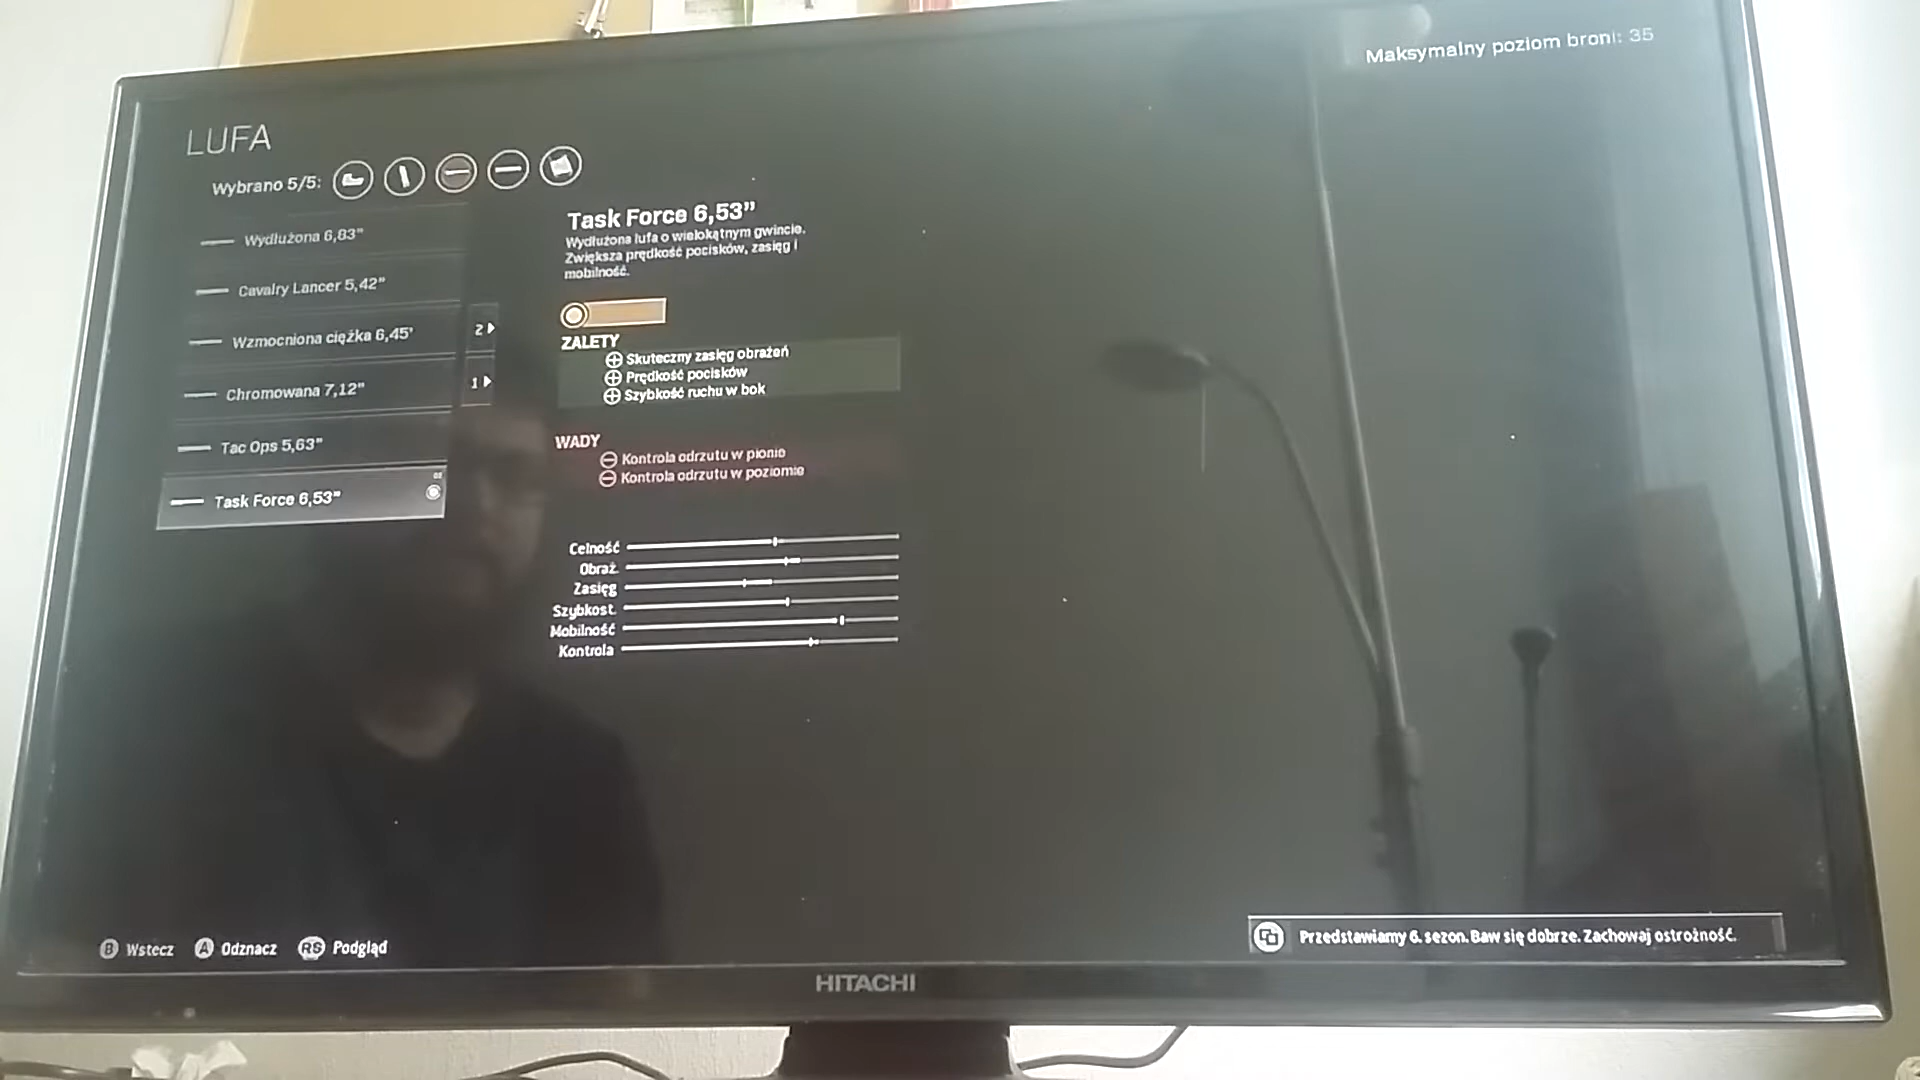 Maksymalny poziom broni: 35
LUFA
Wybrano 5/5:
Wydłużona 6,83”
Cavalry Lancer 5,42”
Wzmocniona ciężka 6,45'
2
Chromowana 7,12”
1
Tac Ops 5,63”
Task Force 6,53”
Task Force 6,53”
Wydłużona lufa o wielokątnym gwincie.
Zwiększa prędkość pocisków, zasięg i
mobilność.
ZALETY
Skuteczny zasięg obrażeń
Prędkość pocisków
Szybkość ruchu w bok
WADY
Kontrola odrzutu w pionie
Kontrola odrzutu w poziomie
Celność
Obraż.
Zasięg
Szybkost.
Mobilność
Kontrola
B Wstecz A Odznacz RS Podgląd
Przedstawiamy 6. sezon. Baw się dobrze. Zachowaj ostrożność.
HITACHI